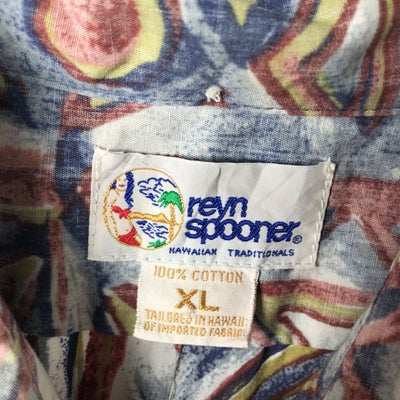 reyn
spooner®
HAWAIIAN TRADITIONALS
100% COTTON
XL
TAILORED IN HAWAII
OF IMPORTED FABRIC